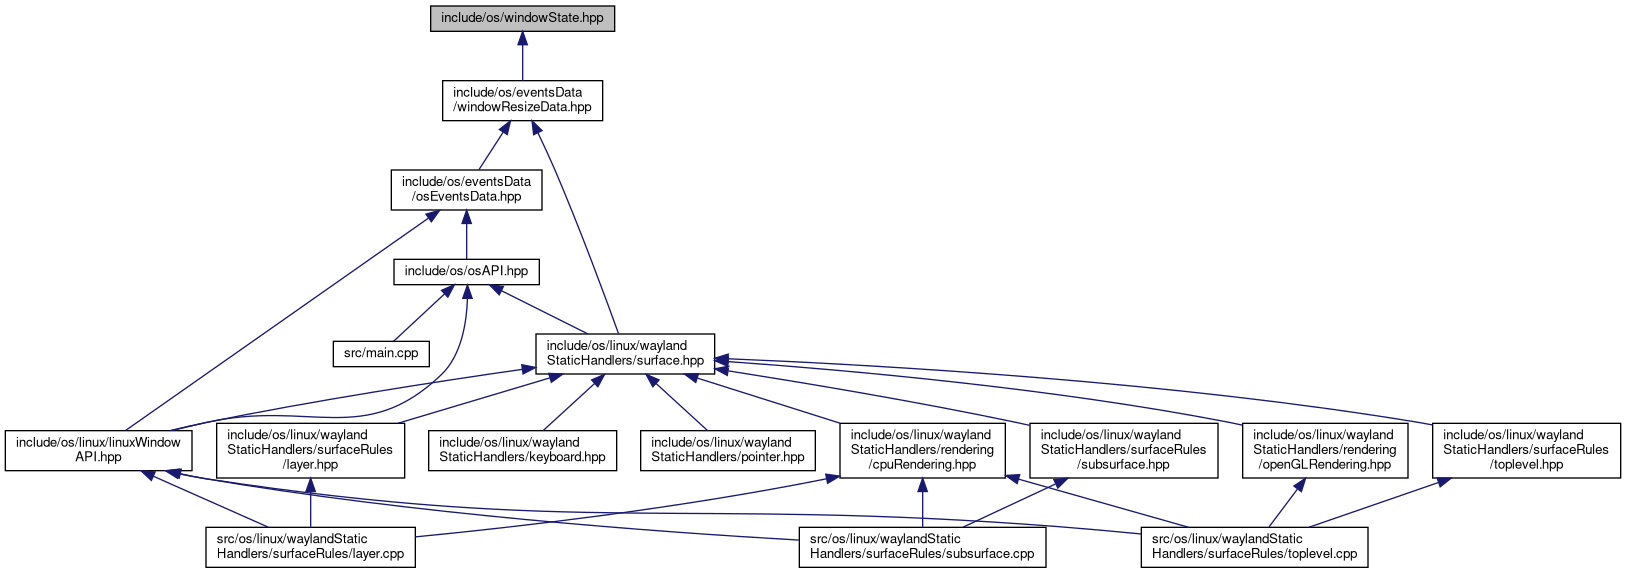 include/os/windowState.hpp
include/os/eventsData
/windowResizeData.hpp
include/os/eventsData
/osEventsData.hpp
include/os/osAPI.hpp
src/main.cpp
include/os/linux/wayland
StaticHandlers/surface.hpp
include/os/linux/linuxWindow
API.hpp
include/os/linux/wayland
StaticHandlers/surfaceRules
/layer.hpp
include/os/linux/wayland
StaticHandlers/keyboard.hpp
include/os/linux/wayland
StaticHandlers/pointer.hpp
include/os/linux/wayland
StaticHandlers/rendering
/cpuRendering.hpp
include/os/linux/wayland
StaticHandlers/surfaceRules
/subsurface.hpp
include/os/linux/wayland
StaticHandlers/rendering
/openGLRendering.hpp
include/os/linux/wayland
StaticHandlers/surfaceRules
/toplevel.hpp
src/os/linux/waylandStatic
Handlers/surfaceRules/layer.cpp
src/os/linux/waylandStatic
Handlers/surfaceRules/subsurface.cpp
src/os/linux/waylandStatic
Handlers/surfaceRules/toplevel.cpp